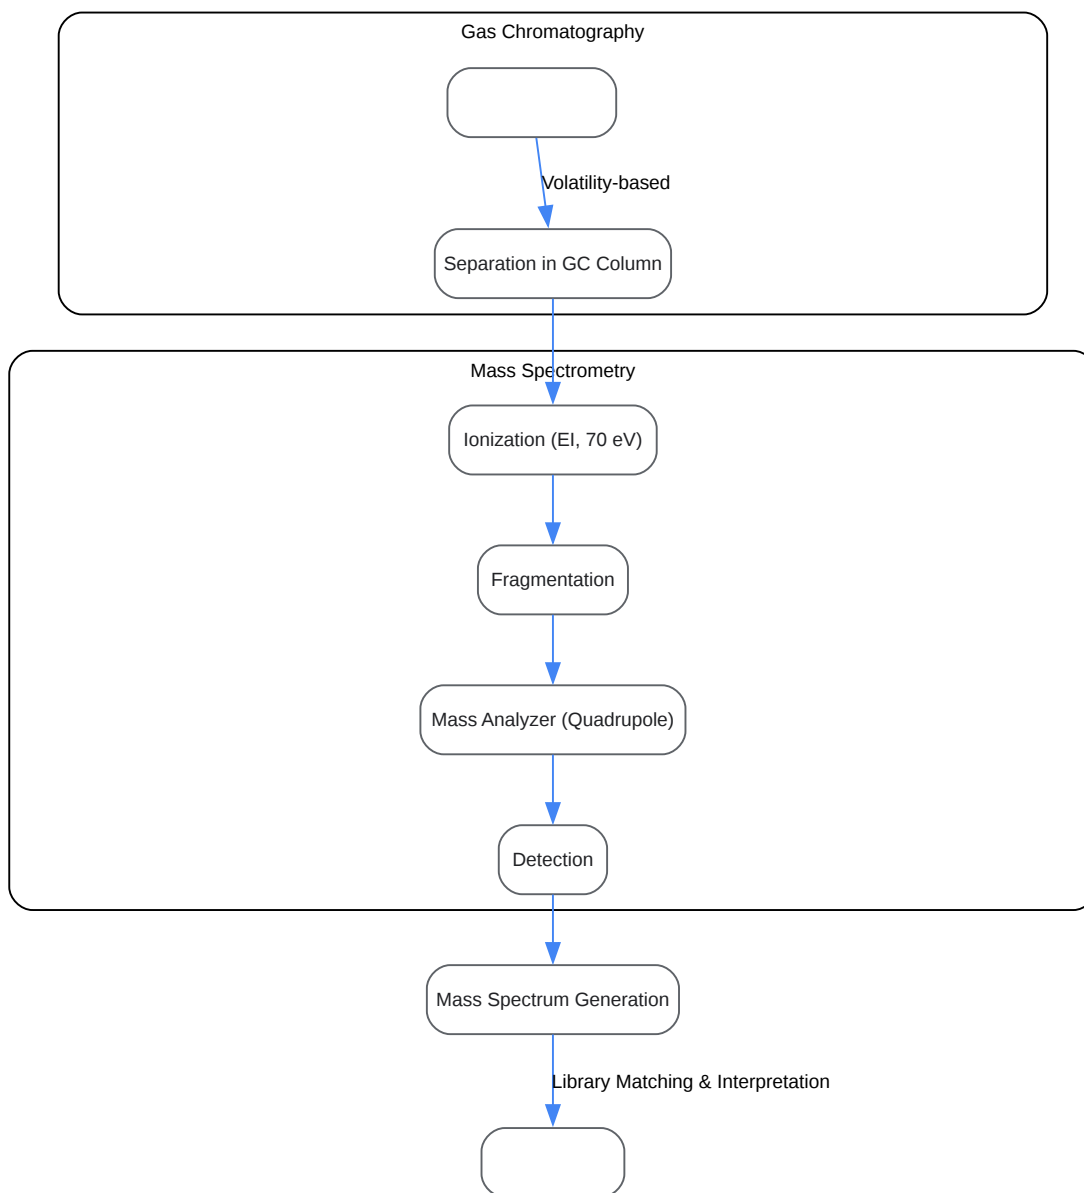 Gas Chromatography
Volatility-based
Separation in GC Column
Mass Spectrometry
Ionization (EI, 70 eV)
Fragmentation
Mass Analyzer (Quadrupole)
Detection
Mass Spectrum Generation
Library Matching & Interpretation